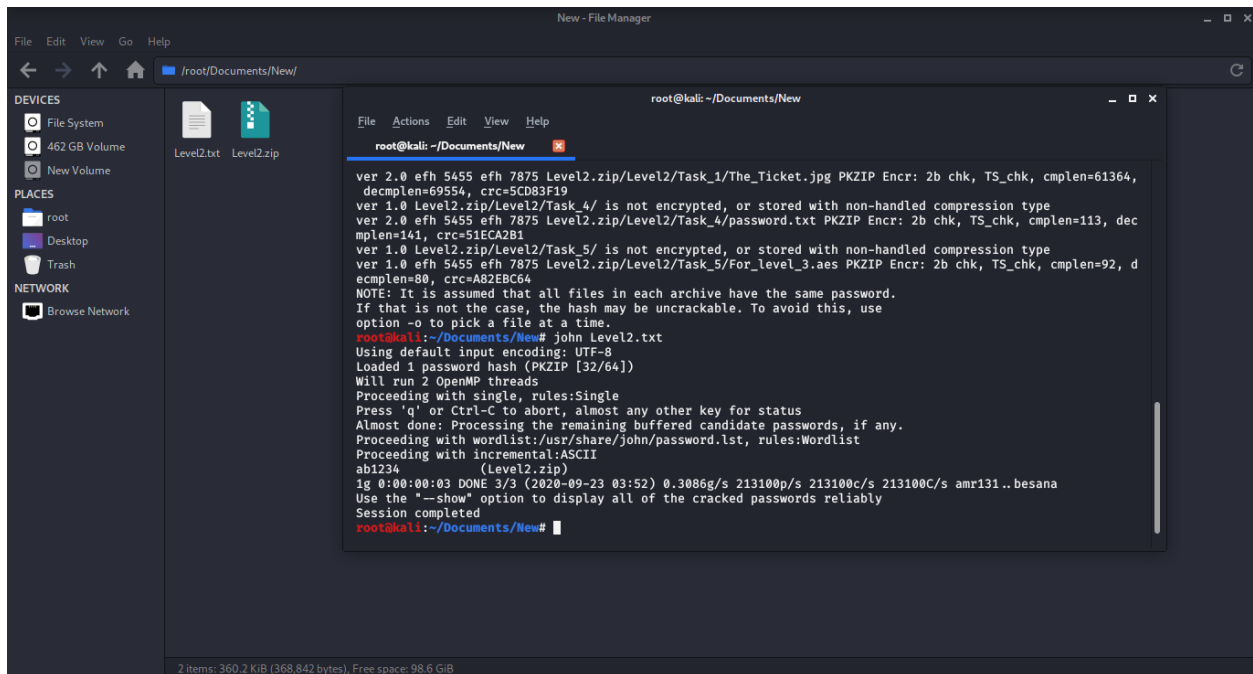 New - File Manager
File Edit View Go Help
/root/Documents/New/
DEVICES
File System
462 GB Volume
New Volume
PLACES
root
Desktop
Trash
NETWORK
Browse Network
Level2.txt Level2.zip
root@kali: ~/Documents/New
File Actions Edit View Help
root@kali: ~/Documents/New
ver 2.0 efh 5455 efh 7875 Level2.zip/Level2/Task_1/The_Ticket.jpg PKZIP Encr: 2b chk, TS_chk, cmplen=61364,
decmplen=69554, crc=5CD83F19
ver 1.0 Level2.zip/Level2/Task_4/ is not encrypted, or stored with non-handled compression type
ver 2.0 efh 5455 efh 7875 Level2.zip/Level2/Task_4/password.txt PKZIP Encr: 2b chk, TS_chk, cmplen=113, dec
mplen=141, crc=51ECA2B1
ver 1.0 Level2.zip/Level2/Task_5/ is not encrypted, or stored with non-handled compression type
ver 1.0 efh 5455 efh 7875 Level2.zip/Level2/Task_5/For_level_3.aes PKZIP Encr: 2b chk, TS_chk, cmplen=92, d
ecmplen=80, crc=A82EBC64
NOTE: It is assumed that all files in each archive have the same password.
If that is not the case, the hash may be uncrackable. To avoid this, use
option -o to pick a file at a time.
root@kali:~/Documents/New# john Level2.txt
Using default input encoding: UTF-8
Loaded 1 password hash (PKZIP [32/64])
Will run 2 OpenMP threads
Proceeding with single, rules:Single
Press 'q' or Ctrl-C to abort, almost any other key for status
Almost done: Processing the remaining buffered candidate passwords, if any.
Proceeding with wordlist:/usr/share/john/password.lst, rules:Wordlist
Proceeding with incremental:ASCII
ab1234 (Level2.zip)
1g 0:00:00:03 DONE 3/3 (2020-09-23 03:52) 0.3086g/s 213100p/s 213100c/s 213100C/s amr131..besana
Use the "--show" option to display all of the cracked passwords reliably
Session completed
root@kali:~/Documents/New#
2 items: 360.2 KiB (368,842 bytes), Free space: 98.6 GiB